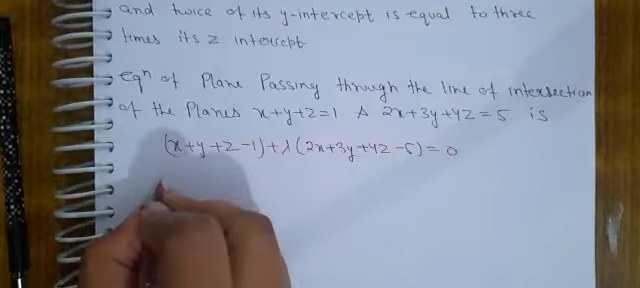 and twice of its y-intercept is equal to three
times its z intercept
eqⁿ of Plane Passing through the line of intersection
of the Planes x+y+z=1 & 2x+3y+4z=5 is
(x+y+z-1)+λ(2x+3y+4z-5)=0